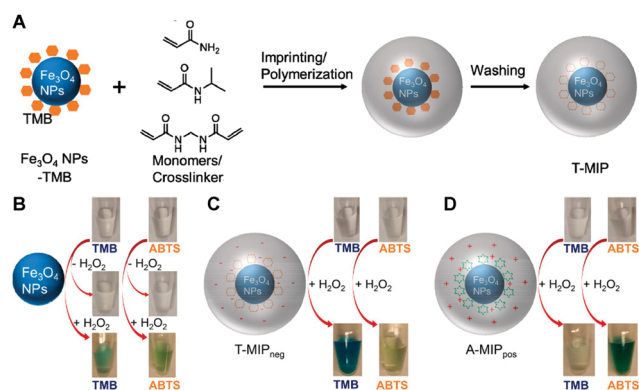 A
O
NH₂
Fe₃O₄
NPs
TMB
+
O
N
H
Imprinting/
Polymerization
Washing
Fe₃O₄
NPs
Fe₃O₄
NPs
O
O
N
H
N
H
Fe₃O₄ NPs
-TMB
Monomers/
Crosslinker
T-MIP
B
TMB
ABTS
- H₂O₂
- H₂O₂
Fe₃O₄
NPs
+ H₂O₂
+ H₂O₂
TMB
ABTS
C
TMB
ABTS
Fe₃O₄
NPs
+ H₂O₂
+ H₂O₂
T-MIPneg
TMB
ABTS
D
TMB
ABTS
Fe₃O₄
NPs
+ H₂O₂
+ H₂O₂
A-MIPpos
TMB
ABTS